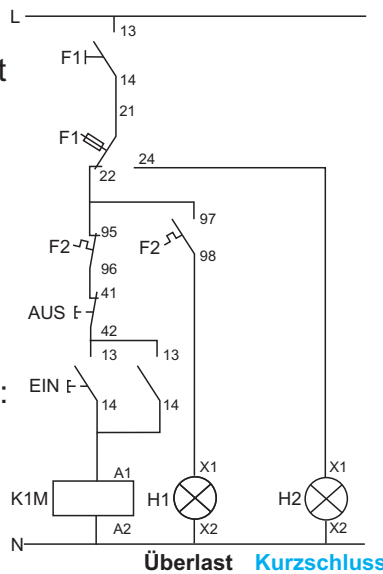 L
13
F1
t
14
21
F1
24
22
95 97
F2 F2
96 98
41
AUS
42
13 13
EIN :
14 14
A1 X1 X1
K1M H1 H2
A2 X2 X2
N
Überlast Kurzschluss